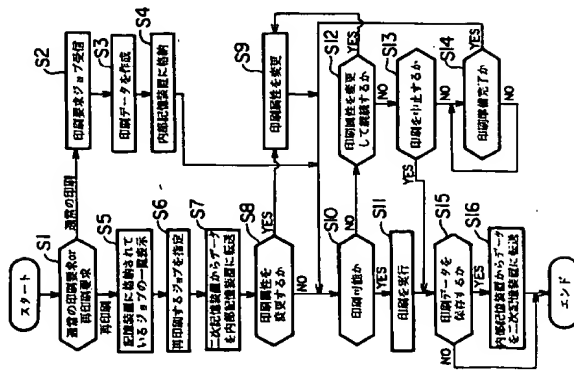 スタート
S1
通常の印刷要求or
再印刷要求
通常の印刷
再印刷
S2
印刷要求ジョブ受信
S3
印刷データを作成
S4
内部記憶装置に格納
S5
記憶装置に格納されて
いるジョブの一覧表示
S6
再印刷するジョブを指定
S7
二次記憶装置からデータ
を内部記憶装置に転送
S8
印刷属性を
変更するか
YES
NO
S9
印刷属性を変更
S10
印刷可能か
NO
YES
S11
印刷を実行
S12
印刷属性を変更
して継続するか
YES
NO
S13
印刷を中止するか
YES
NO
S14
印刷準備完了か
YES
NO
S15
印刷データを
保存するか
NO
YES
S16
内部記憶装置からデータ
を二次記憶装置に転送
エンド